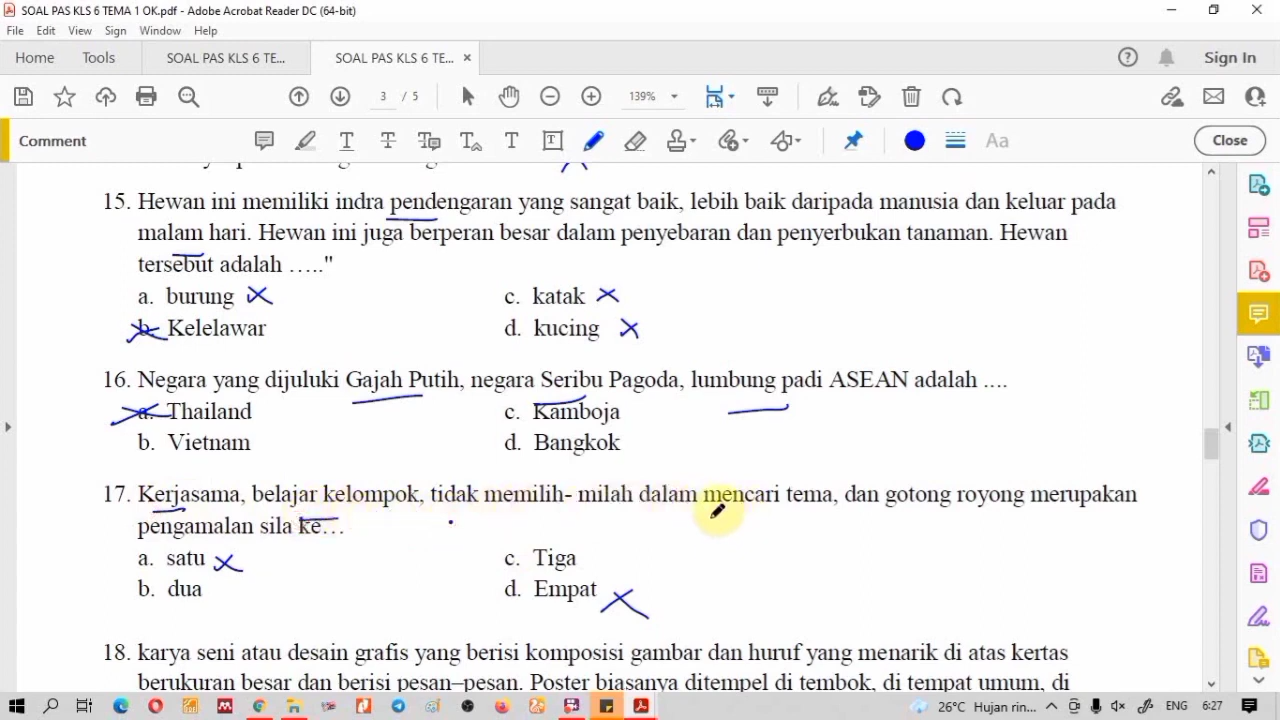 SOAL PAS KLS 6 TEMA 1 OK.pdf - Adobe Acrobat Reader DC (64-bit)
File Edit View Sign Window Help
Home Tools SOAL PAS KLS 6 TE... SOAL PAS KLS 6 TE... × Sign In
3 / 5 139%
Comment Aa Close
15. Hewan ini memiliki indra pendengaran yang sangat baik, lebih baik daripada manusia dan keluar pada
malam hari. Hewan ini juga berperan besar dalam penyebaran dan penyerbukan tanaman. Hewan
tersebut adalah ….."
a. burung c. katak
b. Kelelawar d. kucing
16. Negara yang dijuluki Gajah Putih, negara Seribu Pagoda, lumbung padi ASEAN adalah ....
a. Thailand c. Kamboja
b. Vietnam d. Bangkok
17. Kerjasama, belajar kelompok, tidak memilih- milah dalam mencari tema, dan gotong royong merupakan
pengamalan sila ke…
a. satu c. Tiga
b. dua d. Empat
18. karya seni atau desain grafis yang berisi komposisi gambar dan huruf yang menarik di atas kertas
berukuran besar dan berisi pesan–pesan. Poster biasanya ditempel di tembok, di tempat umum, di
26°C Hujan rin... ENG 6:27